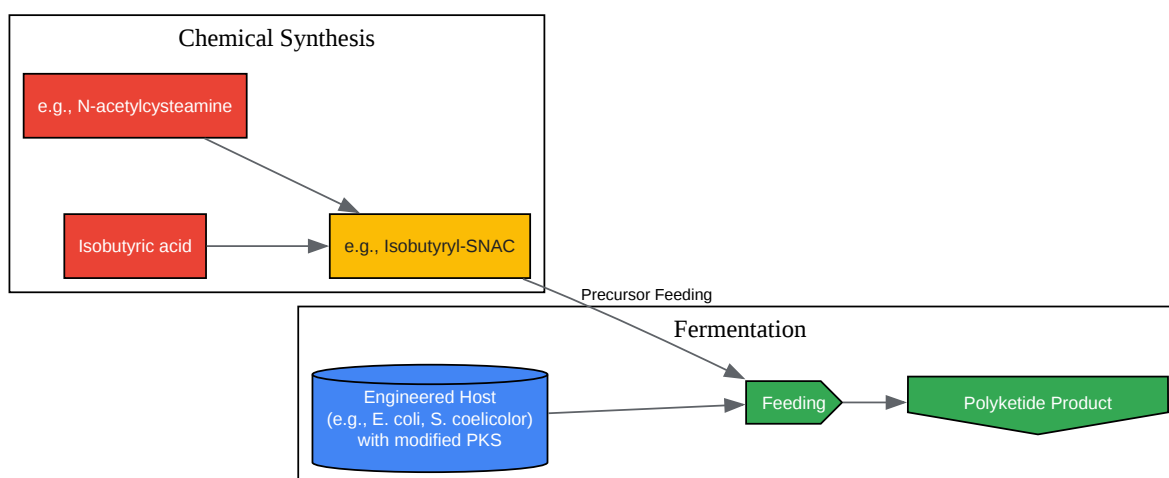 Chemical Synthesis
e.g., N-acetylcysteamine
Isobutyric acid
e.g., Isobutyryl-SNAC
Precursor Feeding
Fermentation
Engineered Host
(e.g., E. coli, S. coelicolor)
with modified PKS
Feeding
Polyketide Product